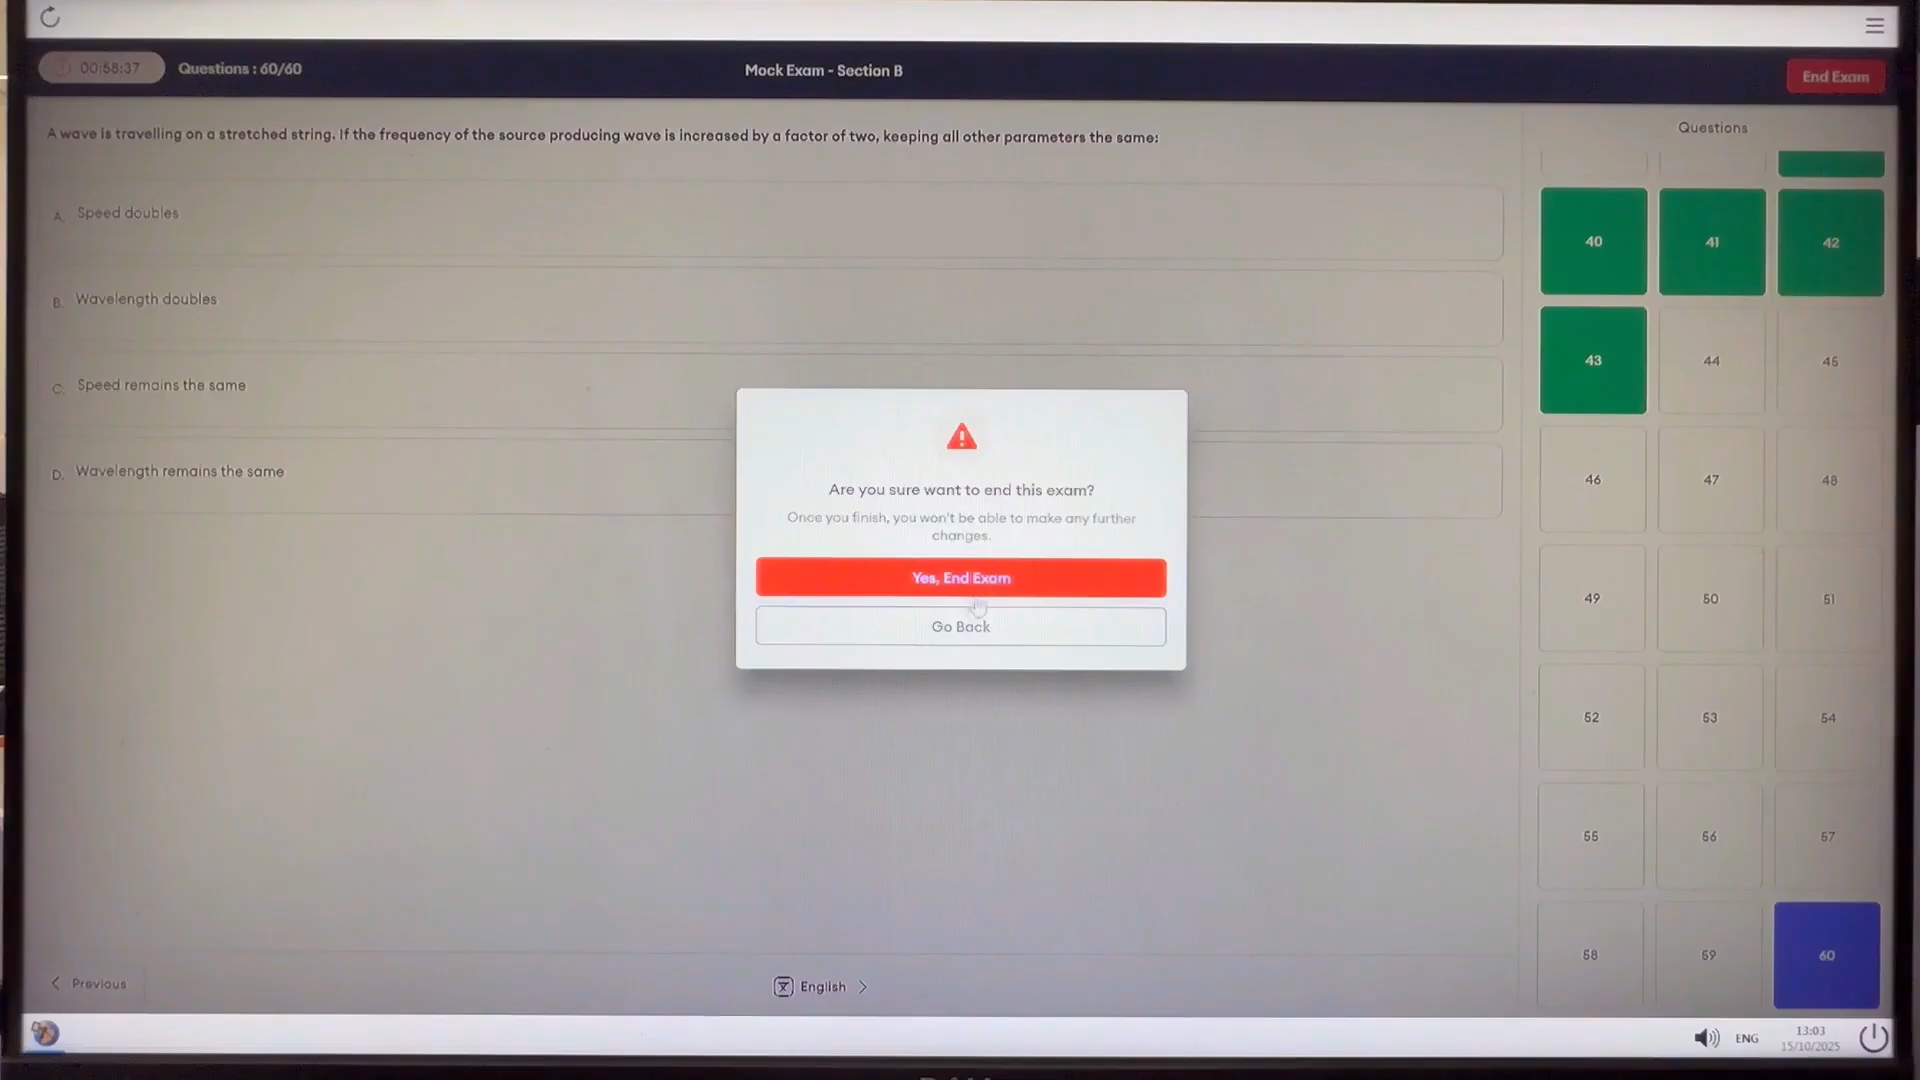 00:58:37
Questions : 60/60
Mock Exam - Section B
End Exam
A wave is travelling on a stretched string. If the frequency of the source producing wave is increased by a factor of two, keeping all other parameters the same:
Questions
A. Speed doubles
B. Wavelength doubles
C. Speed remains the same
D. Wavelength remains the same
40 41 42
43 44 45
46 47 48
49 50 51
52 53 54
55 56 57
58 59 60
Are you sure want to end this exam?
Once you finish, you won't be able to make any further
changes.
Yes, End Exam
Go Back
Previous
English
ENG
13:03
15/10/2025